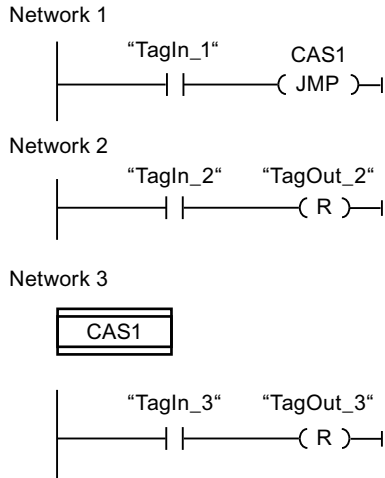 Network 1
“TagIn_1“ CAS1
JMP
Network 2
“TagIn_2“ “TagOut_2“
R
Network 3
CAS1
“TagIn_3“ “TagOut_3“
R